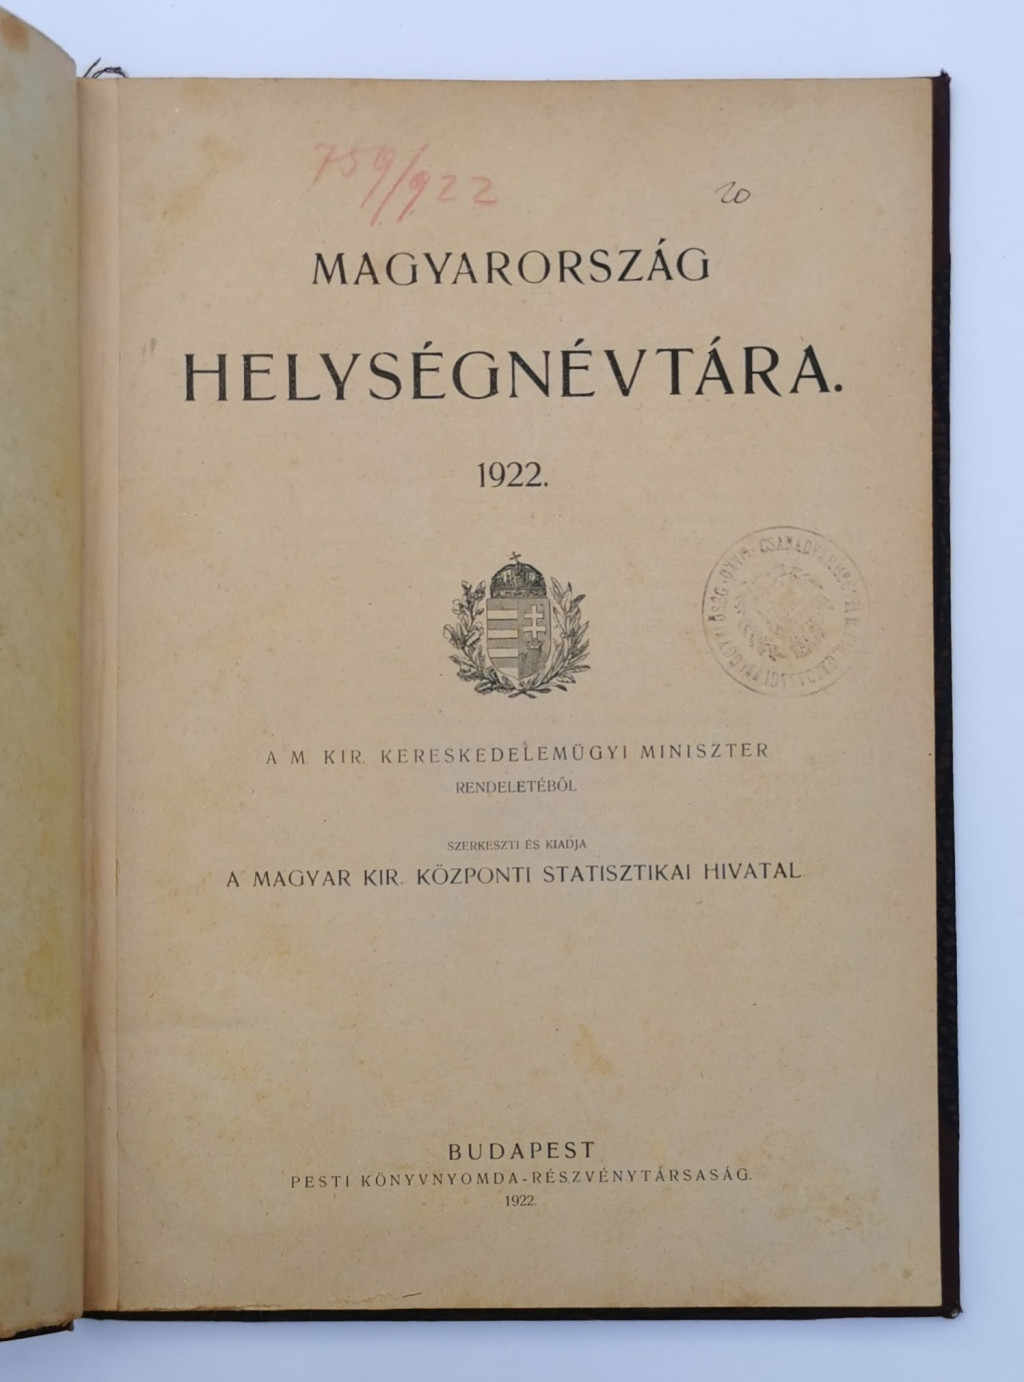 759/922
20
MAGYARORSZÁG
HELYSÉGNÉVTÁRA.
1922.
A M. KIR. KERESKEDELEMÜGYI MINISZTER
RENDELETÉBŐL
SZERKESZTI ÉS KIADJA
A MAGYAR KIR. KÖZPONTI STATISZTIKAI HIVATAL.
BUDAPEST
PESTI KÖNYVNYOMDA-RÉSZVÉNYTÁRSASÁG.
1922.